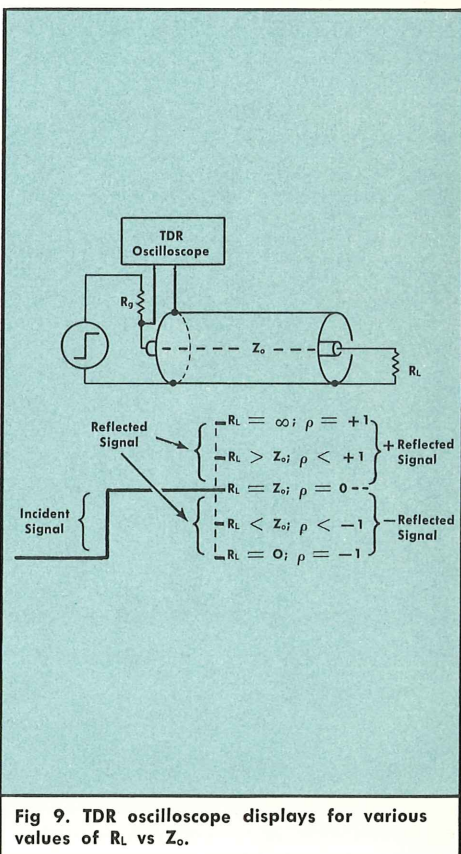 TDR
Oscilloscope
Rg
Zo
RL
Reflected
Signal
RL = ∞; ρ = +1
RL > Zo; ρ < +1
+ Reflected
Signal
RL = Zo; ρ = 0
Incident
Signal
RL < Zo; ρ < -1
- Reflected
Signal
RL = O; ρ = -1
Fig 9. TDR oscilloscope displays for various
values of RL vs Zo.